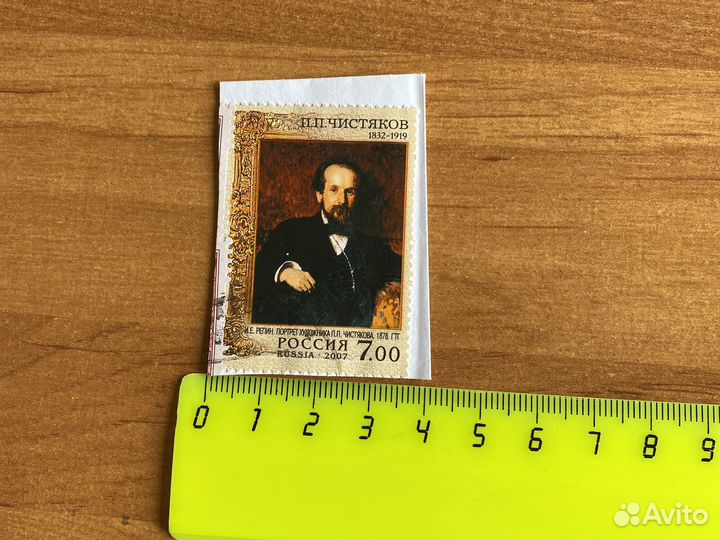 П.П.ЧИСТЯКОВ
1832-1919
И.Е. РЕПИН. ПОРТРЕТ ХУДОЖНИКА П.П. ЧИСТЯКОВА. 1878. ГТГ
РОССИЯ 7.00
RUSSIA · 2007
0 1 2 3 4 5 6 7 8 9
Avito